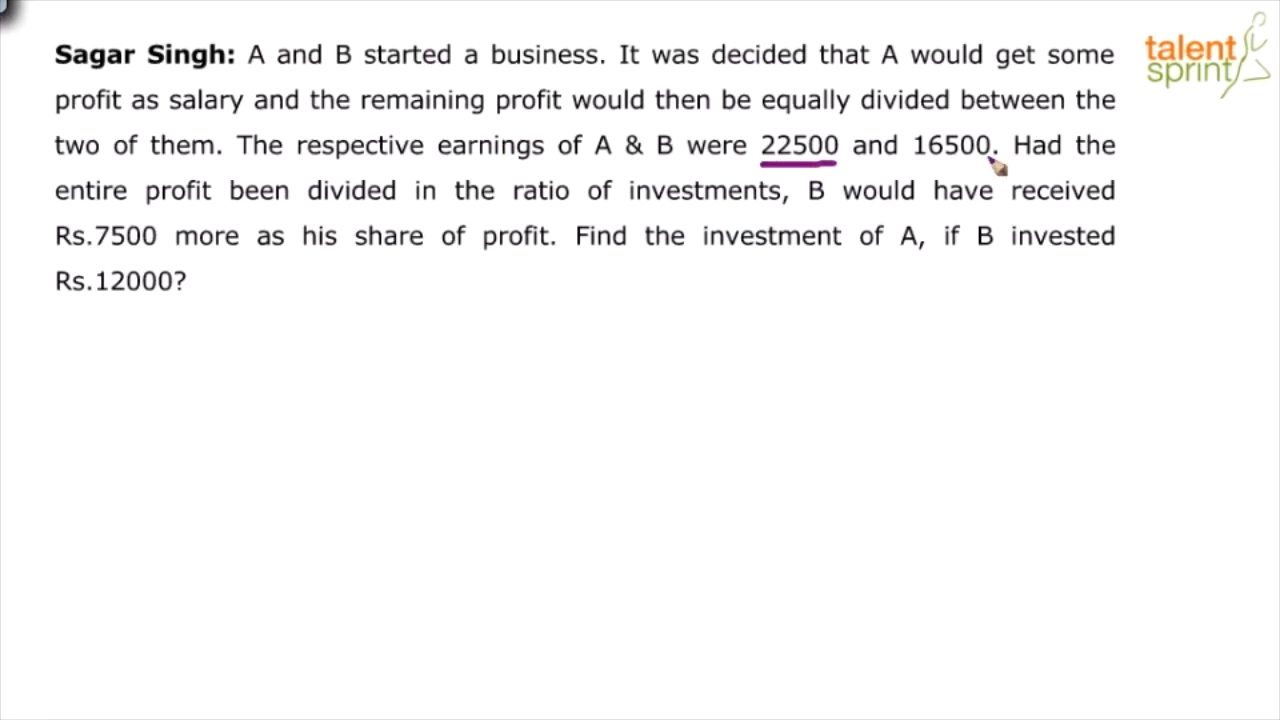 talent
sprint
Sagar Singh: A and B started a business. It was decided that A would get some
profit as salary and the remaining profit would then be equally divided between the
two of them. The respective earnings of A & B were 22500 and 16500. Had the
entire profit been divided in the ratio of investments, B would have received
Rs.7500 more as his share of profit. Find the investment of A, if B invested
Rs.12000?